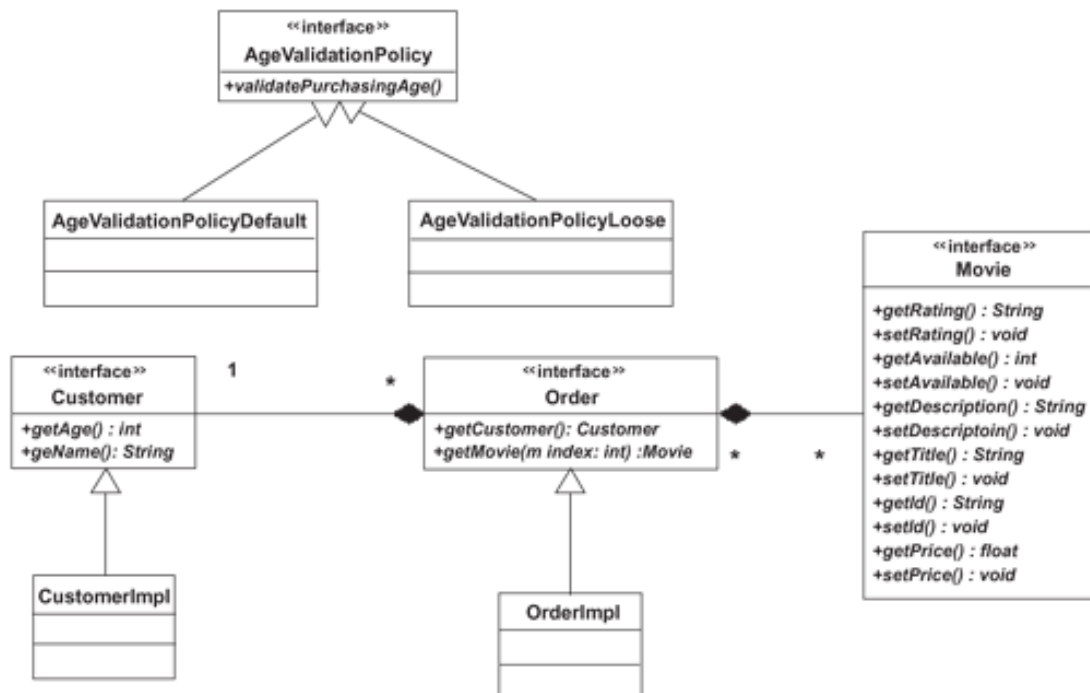 «interface»
AgeValidationPolicy
+validatePurchasingAge()
AgeValidationPolicyDefault
AgeValidationPolicyLoose
«interface»
Movie
+getRating() : String
+setRating() : void
+getAvailable() : int
+setAvailable() : void
+getDescription() : String
+setDescriptoin() : void
+getTitle() : String
+setTitle() : void
+getId() : String
+setId() : void
+getPrice() : float
+setPrice() : void
«interface»
Customer
+getAge() : int
+geName(): String
1
*
«interface»
Order
+getCustomer(): Customer
+getMovie(m index: int) :Movie
*
*
CustomerImpl
OrderImpl